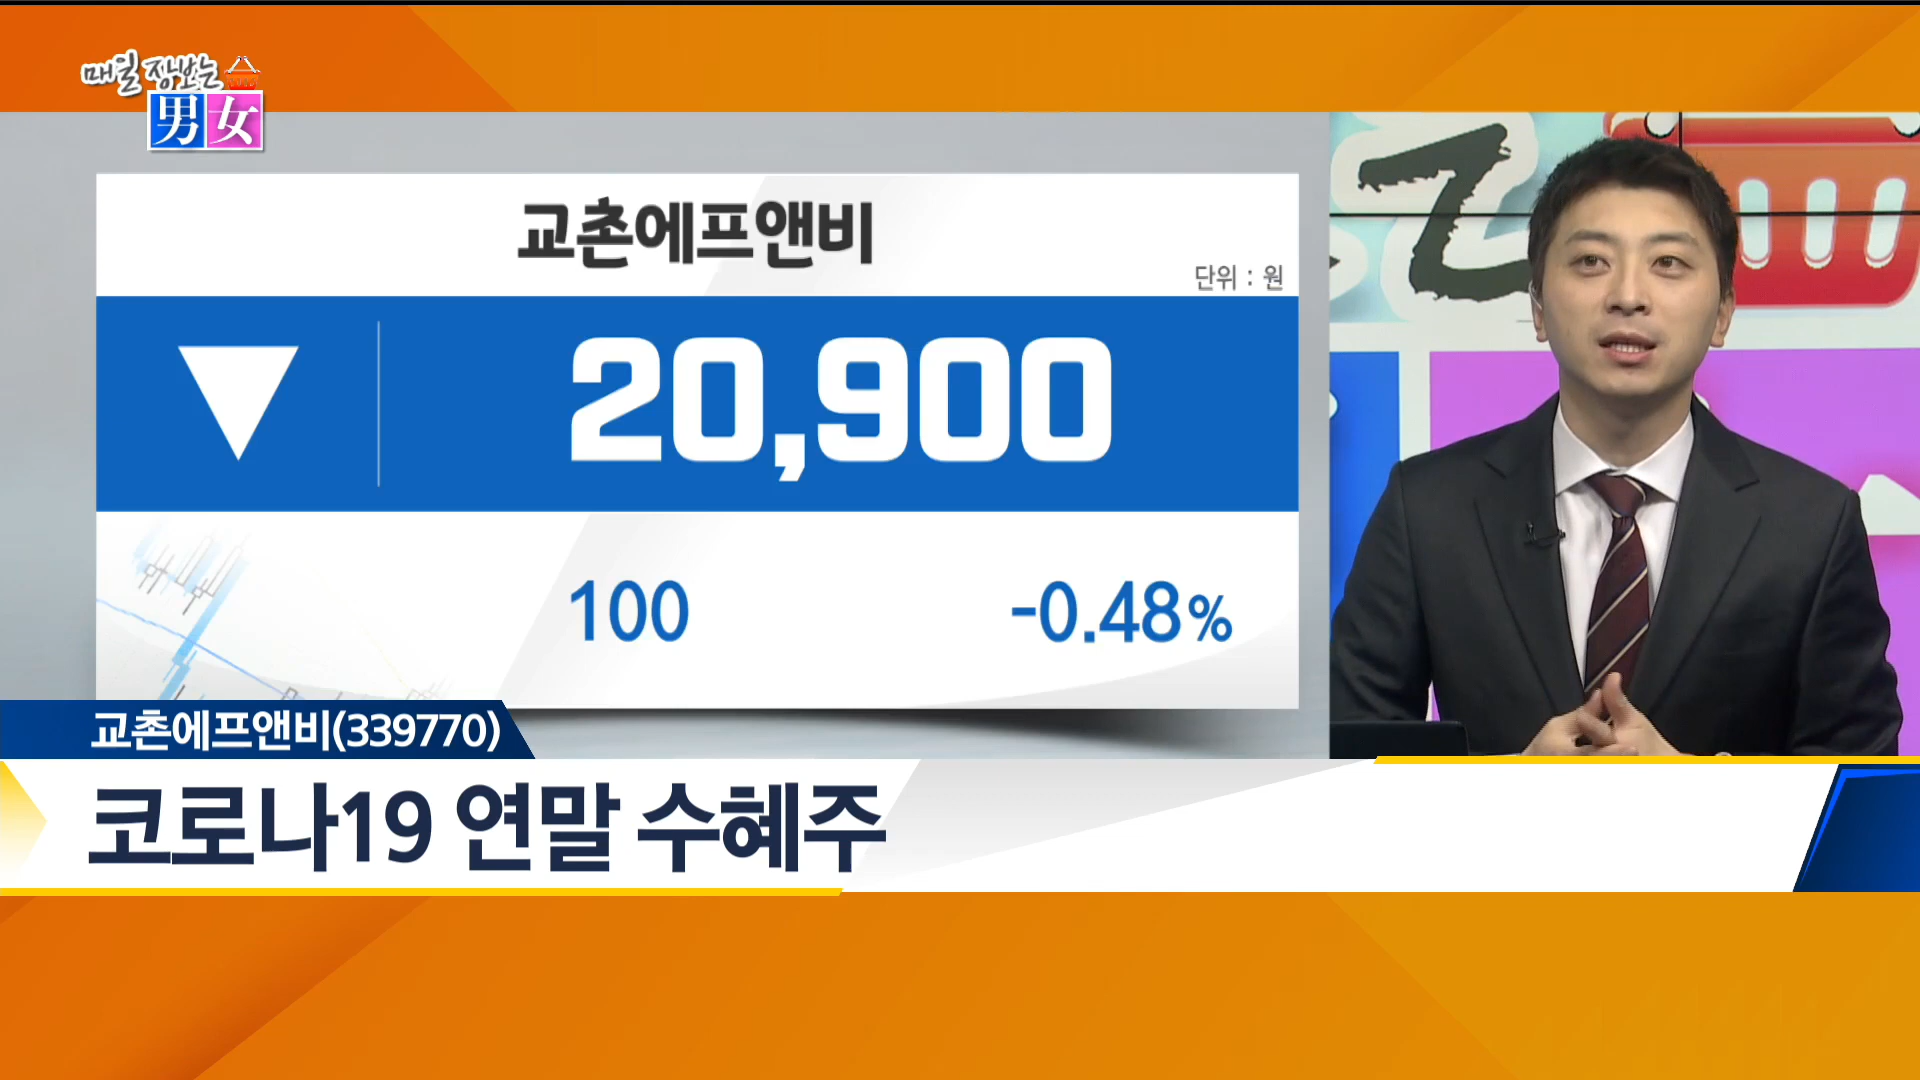 매일 장보는
男女
교촌에프앤비
단위 : 원
20,900
100 -0.48%
교촌에프앤비(339770)
코로나19 연말 수혜주